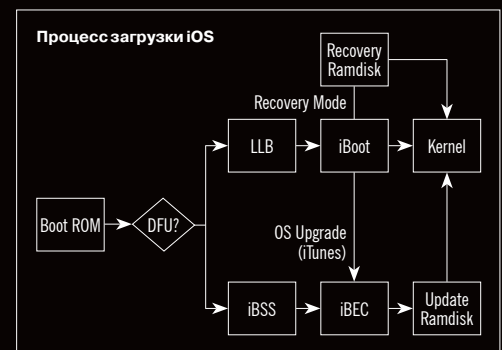 Процесс загрузки iOS
Recovery
Ramdisk
Recovery Mode
LLB
iBoot
Kernel
Boot ROM
DFU?
OS Upgrade
(iTunes)
iBSS
iBEC
Update
Ramdisk